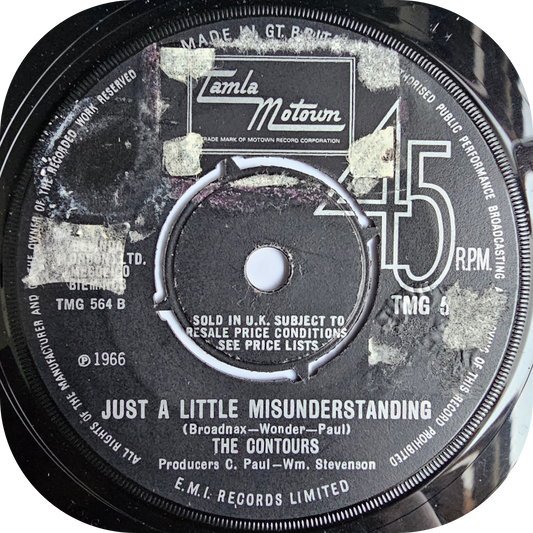 MADE IN GT. BRIT
Tamla
Motown
TRADE MARK OF MOTOWN RECORD CORPORATION
45
R.P.M.
LONDON) LTD.
BIEM
TMG 564 B
TMG 5
SOLD IN U.K. SUBJECT TO
RESALE PRICE CONDITIONS
SEE PRICE LISTS
℗ 1966
JUST A LITTLE MISUNDERSTANDING
(Broadnax—Wonder—Paul)
THE CONTOURS
Producers C. Paul—Wm. Stevenson
E.M.I. RECORDS LIMITED
ALL RIGHTS OF THE MANUFACTURER AND OF THE OWNER OF THE RECORDED WORK RESERVED
PUBLIC PERFORMANCE BROADCASTING A
OF THIS RECORD PROHIBITED